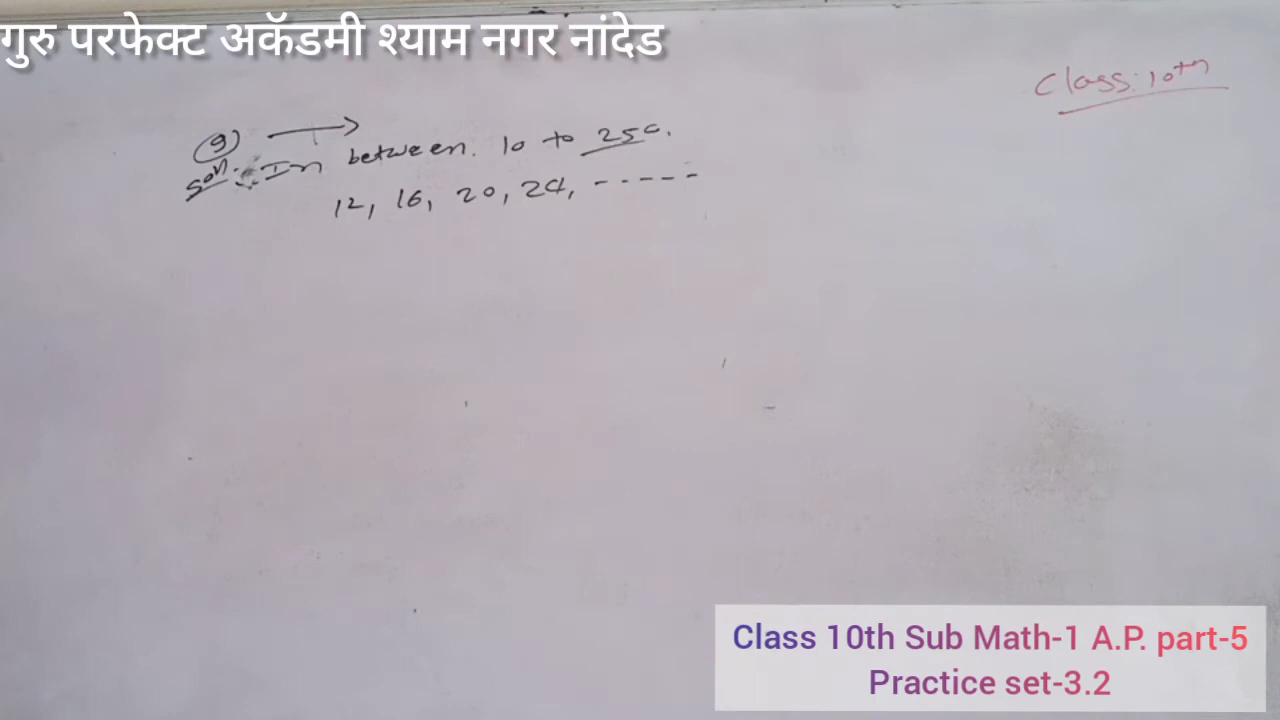 गुरु परफेक्ट अकॅडमी श्याम नगर नांदेड
Class: 10th
9)
Soln: In between. 10 to 250.
12, 16, 20, 24, -----
Class 10th Sub Math-1 A.P. part-5
Practice set-3.2